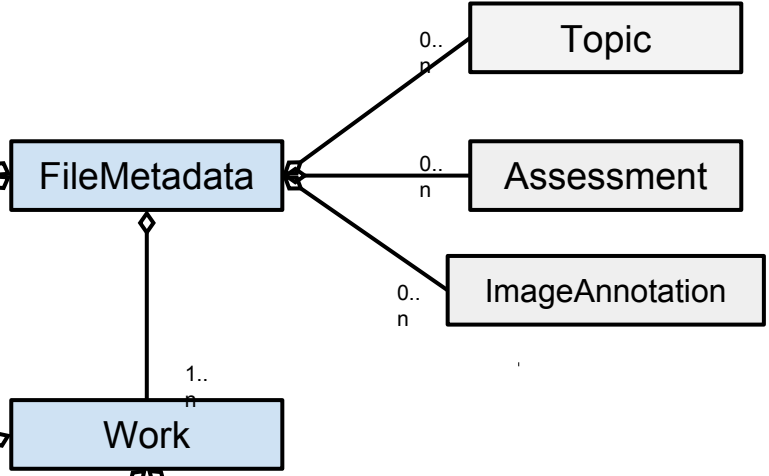 Topic
0..
n
FileMetadata
0..
n
Assessment
0..
n
ImageAnnotation
1..
n
Work